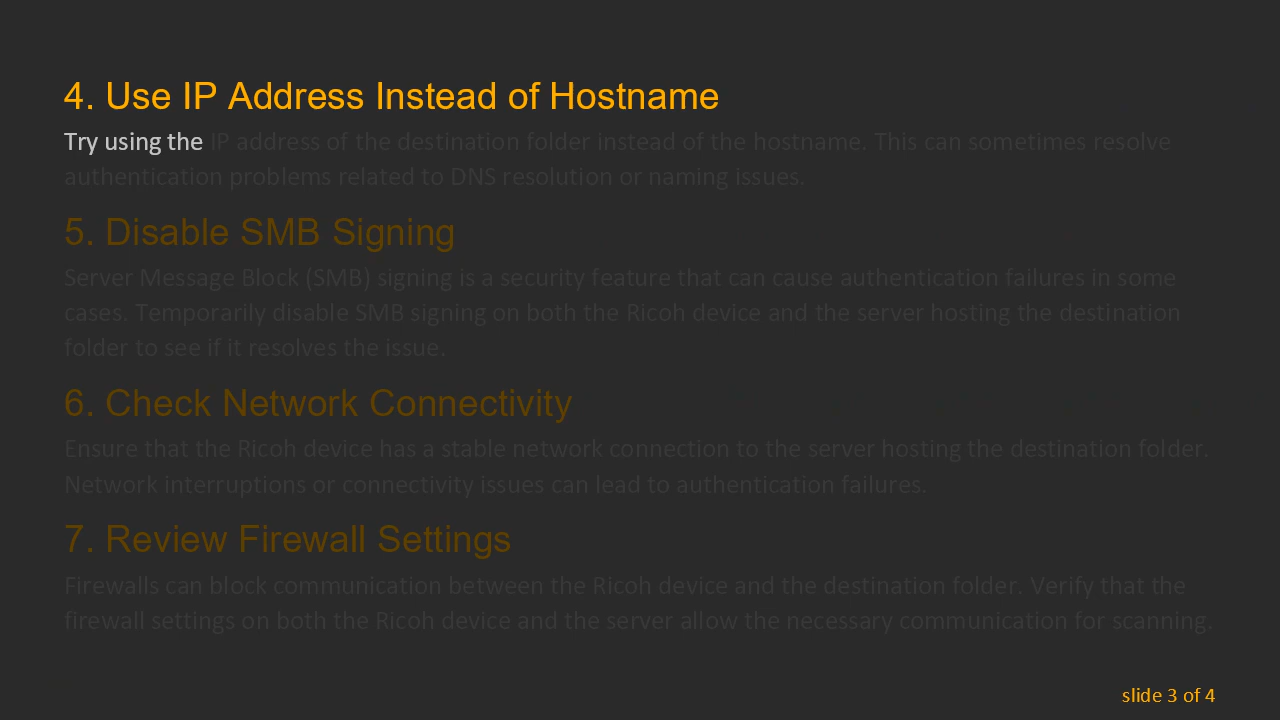 4. Use IP Address Instead of Hostname
Try using the IP address of the destination folder instead of the hostname. This can sometimes resolve
authentication problems related to DNS resolution or naming issues.
5. Disable SMB Signing
Server Message Block (SMB) signing is a security feature that can cause authentication failures in some
cases. Temporarily disable SMB signing on both the Ricoh device and the server hosting the destination
folder to see if it resolves the issue.
6. Check Network Connectivity
Ensure that the Ricoh device has a stable network connection to the server hosting the destination folder.
Network interruptions or connectivity issues can lead to authentication failures.
7. Review Firewall Settings
Firewalls can block communication between the Ricoh device and the destination folder. Verify that the
firewall settings on both the Ricoh device and the server allow the necessary communication for scanning.
slide 3 of 4